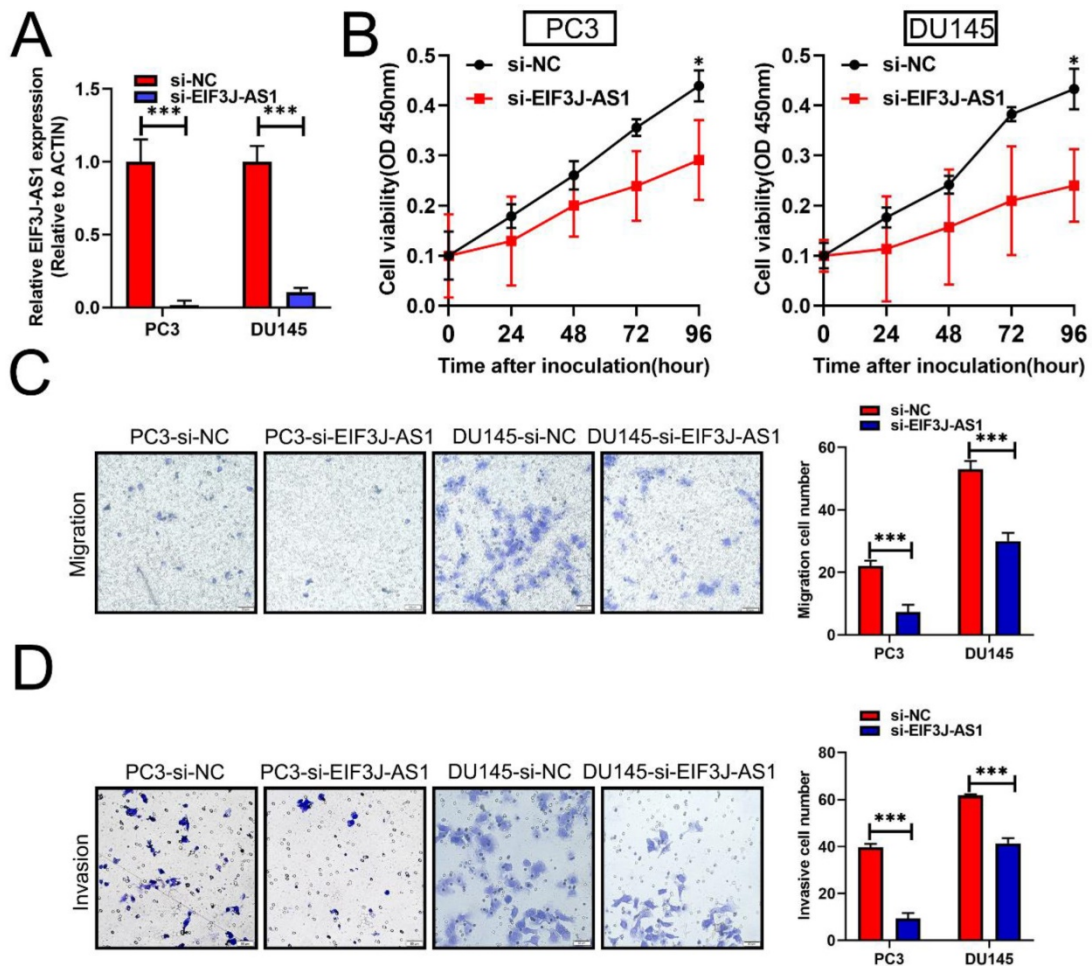 A
si-NC
si-EIF3J-AS1
Relative EIF3J-AS1 expression
(Relative to ACTIN)
1.5
1.0
0.5
0.0
***
***
PC3
DU145
B
PC3
si-NC
si-EIF3J-AS1
*
Cell viability(OD 450nm)
0.5
0.4
0.3
0.2
0.1
0.0
0 24 48 72 96
Time after inoculation(hour)
DU145
si-NC
si-EIF3J-AS1
*
Cell viability(OD 450nm)
0.5
0.4
0.3
0.2
0.1
0.0
0 24 48 72 96
Time after inoculation(hour)
C
PC3-si-NC
PC3-si-EIF3J-AS1
DU145-si-NC
DU145-si-EIF3J-AS1
Migration
si-NC
si-EIF3J-AS1
Migration cell number
60
40
20
0
***
***
PC3
DU145
D
PC3-si-NC
PC3-si-EIF3J-AS1
DU145-si-NC
DU145-si-EIF3J-AS1
Invasion
si-NC
si-EIF3J-AS1
Invasive cell number
80
60
40
20
0
***
***
PC3
DU145